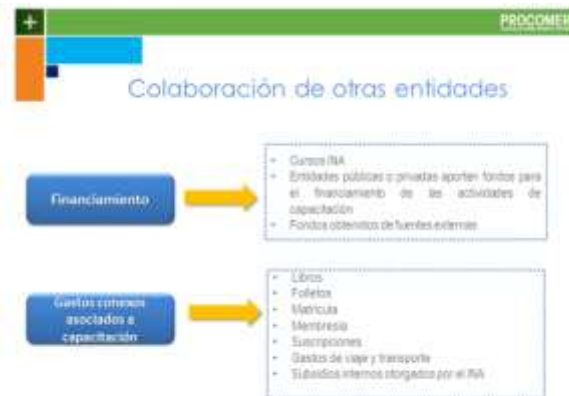 PROCOMER
Colaboración de otras entidades
Financiamiento
- Cursos INA
- Entidades públicas o privadas aporten fondos para
el financiamiento de las actividades de
capacitación
- Fondos obtenidos de fuentes externas
Gastos conexos
asociados a
capacitación
- Libros
- Folletos
- Matrícula
- Membresía
- Suscripciones
- Gastos de viaje y transporte
- Subsidios internos otorgados por el INA